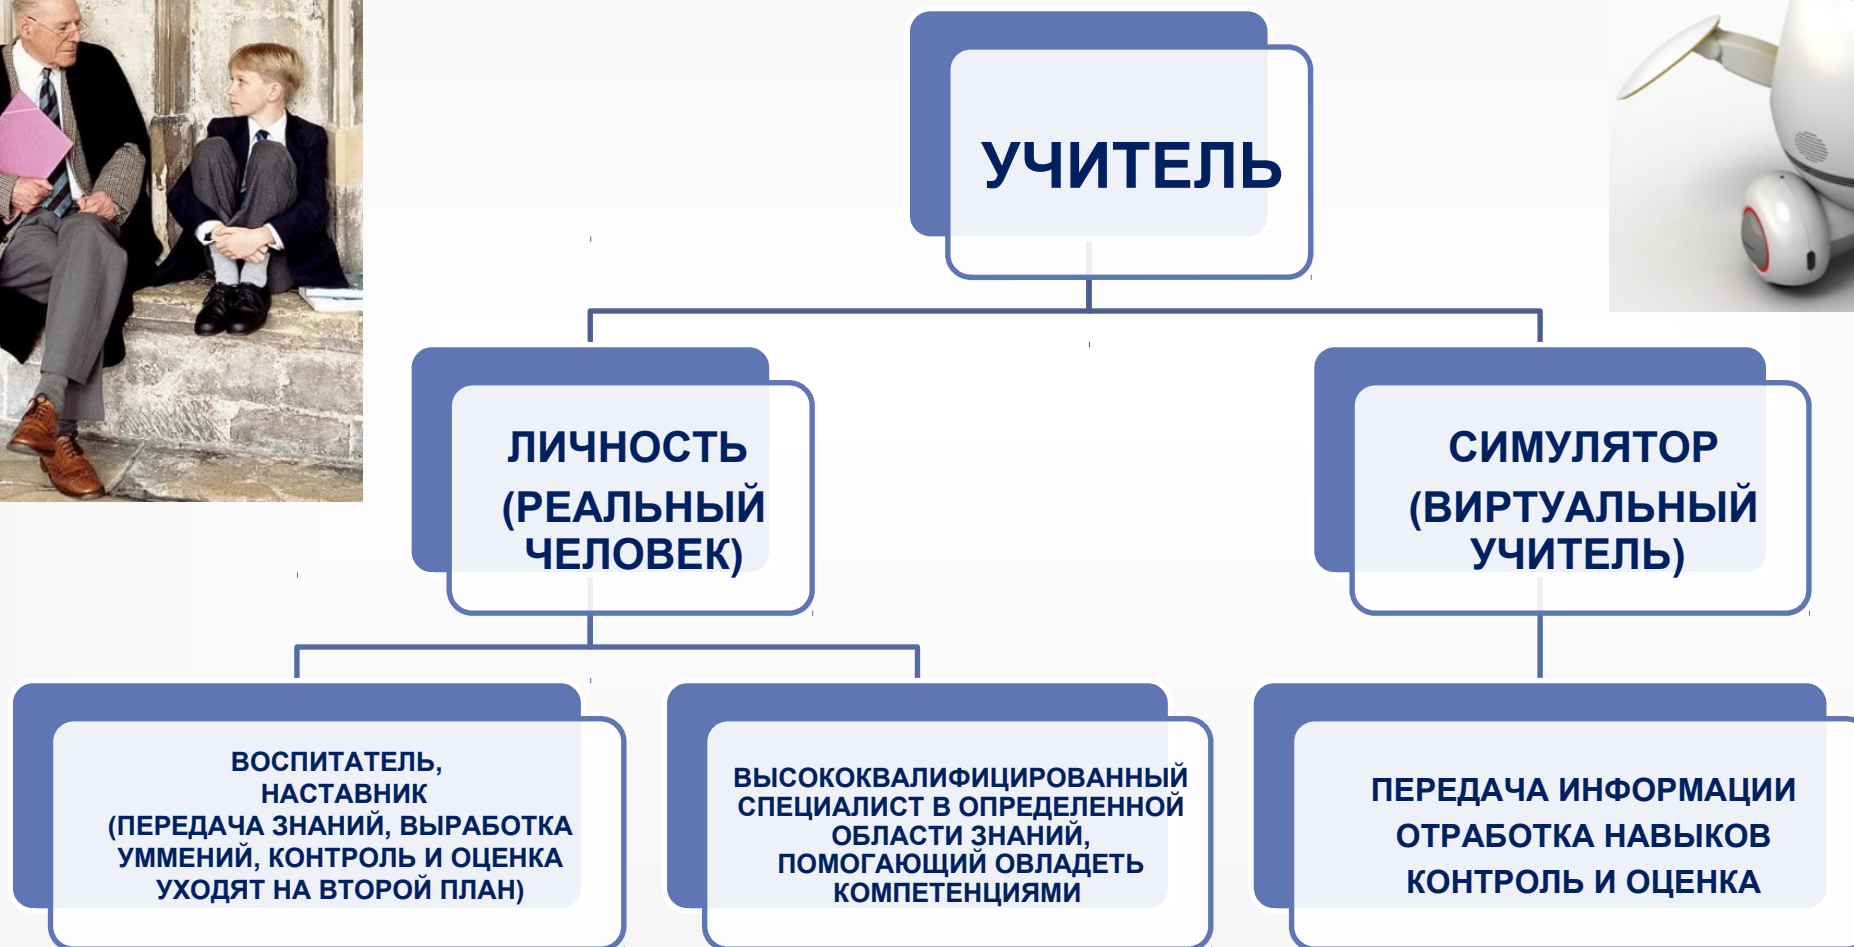 УЧИТЕЛЬ
ЛИЧНОСТЬ
(РЕАЛЬНЫЙ
ЧЕЛОВЕК)
СИМУЛЯТОР
(ВИРТУАЛЬНЫЙ
УЧИТЕЛЬ)
ВОСПИТАТЕЛЬ,
НАСТАВНИК
(ПЕРЕДАЧА ЗНАНИЙ, ВЫРАБОТКА
УММЕНИЙ, КОНТРОЛЬ И ОЦЕНКА
УХОДЯТ НА ВТОРОЙ ПЛАН)
ВЫСОКОКВАЛИФИЦИРОВАННЫЙ
СПЕЦИАЛИСТ В ОПРЕДЕЛЕННОЙ
ОБЛАСТИ ЗНАНИЙ,
ПОМОГАЮЩИЙ ОВЛАДЕТЬ
КОМПЕТЕНЦИЯМИ
ПЕРЕДАЧА ИНФОРМАЦИИ
ОТРАБОТКА НАВЫКОВ
КОНТРОЛЬ И ОЦЕНКА